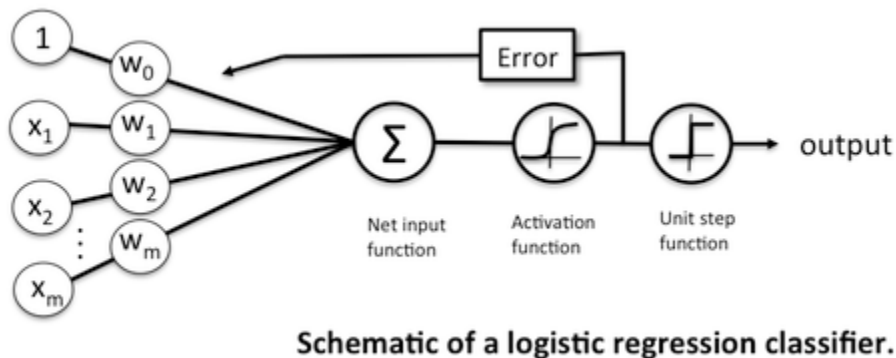 1
w0
Error
x1
w1
Σ
output
x2
w2
⋮
wm
xm
Net input
function
Activation
function
Unit step
function
Schematic of a logistic regression classifier.